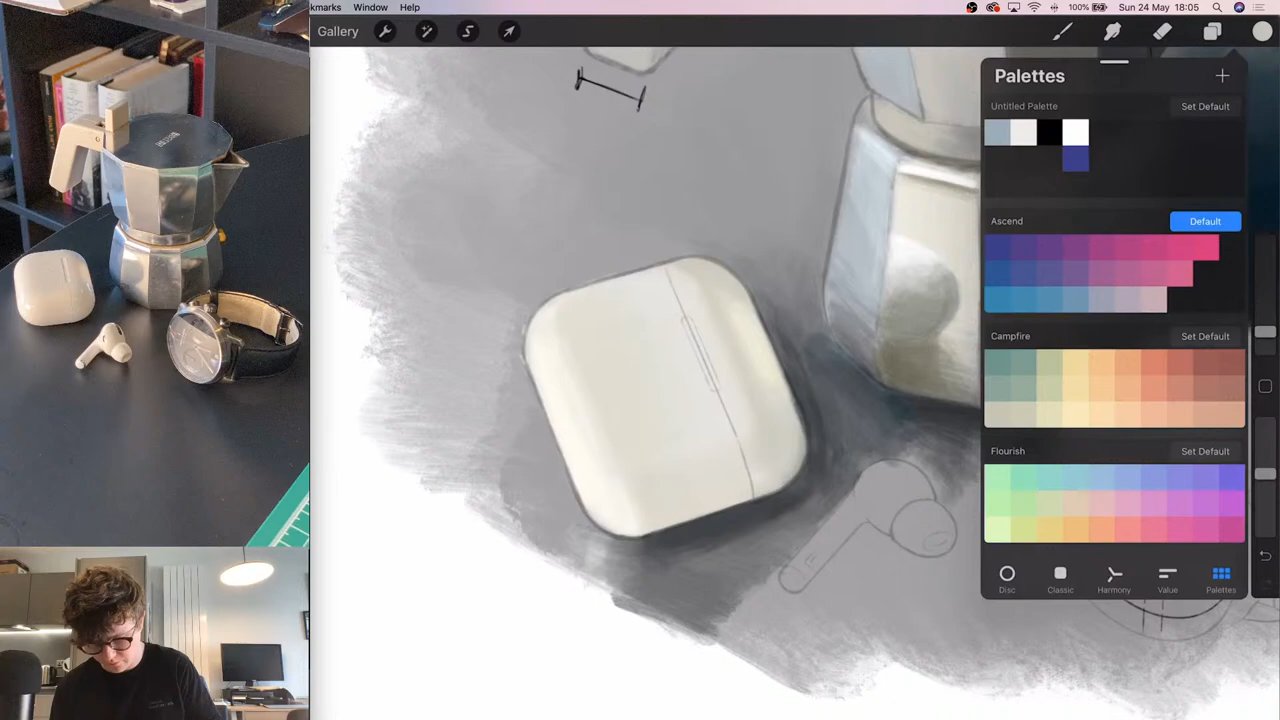 kmarks Window Help 100% Sun 24 May 18:05
Gallery
Palettes
Untitled Palette Set Default
Ascend Default
Campfire Set Default
Flourish Set Default
Disc Classic Harmony Value Palettes